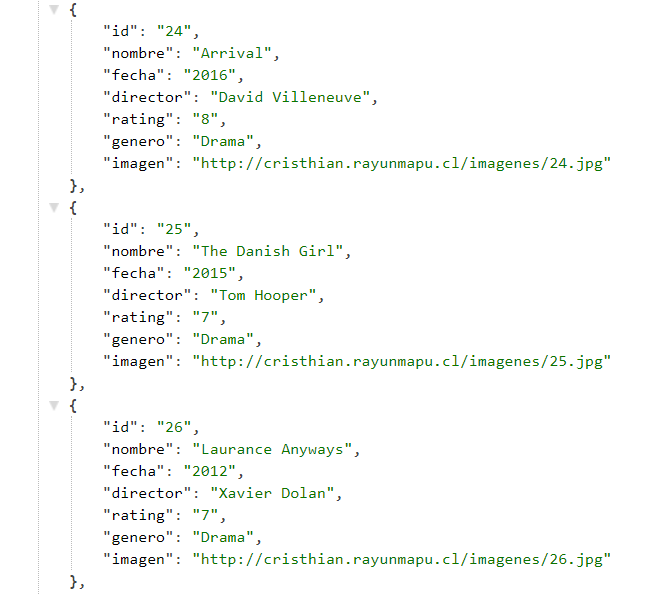 {
"id": "24",
"nombre": "Arrival",
"fecha": "2016",
"director": "David Villeneuve",
"rating": "8",
"genero": "Drama",
"imagen": "http://cristhian.rayunmapu.cl/imagenes/24.jpg"
},
{
"id": "25",
"nombre": "The Danish Girl",
"fecha": "2015",
"director": "Tom Hooper",
"rating": "7",
"genero": "Drama",
"imagen": "http://cristhian.rayunmapu.cl/imagenes/25.jpg"
},
{
"id": "26",
"nombre": "Laurance Anyways",
"fecha": "2012",
"director": "Xavier Dolan",
"rating": "7",
"genero": "Drama",
"imagen": "http://cristhian.rayunmapu.cl/imagenes/26.jpg"
},